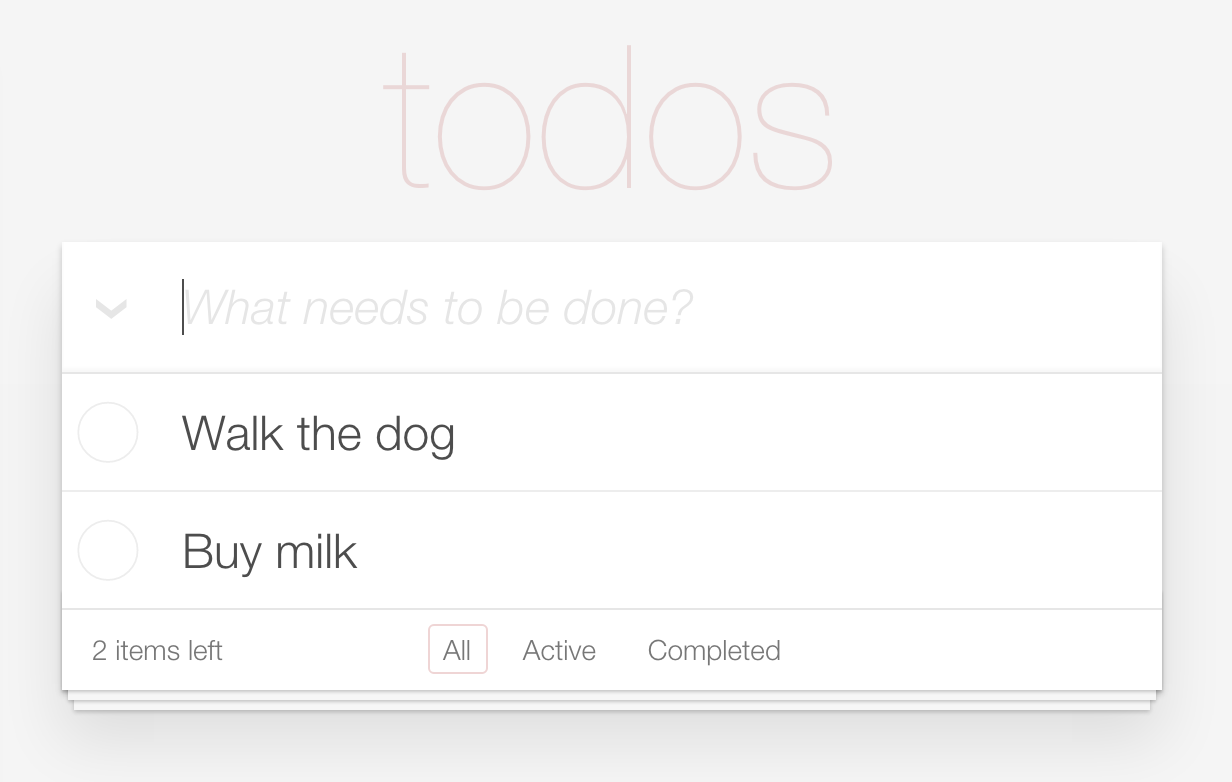 todos
What needs to be done?
Walk the dog
Buy milk
2 items left All Active Completed